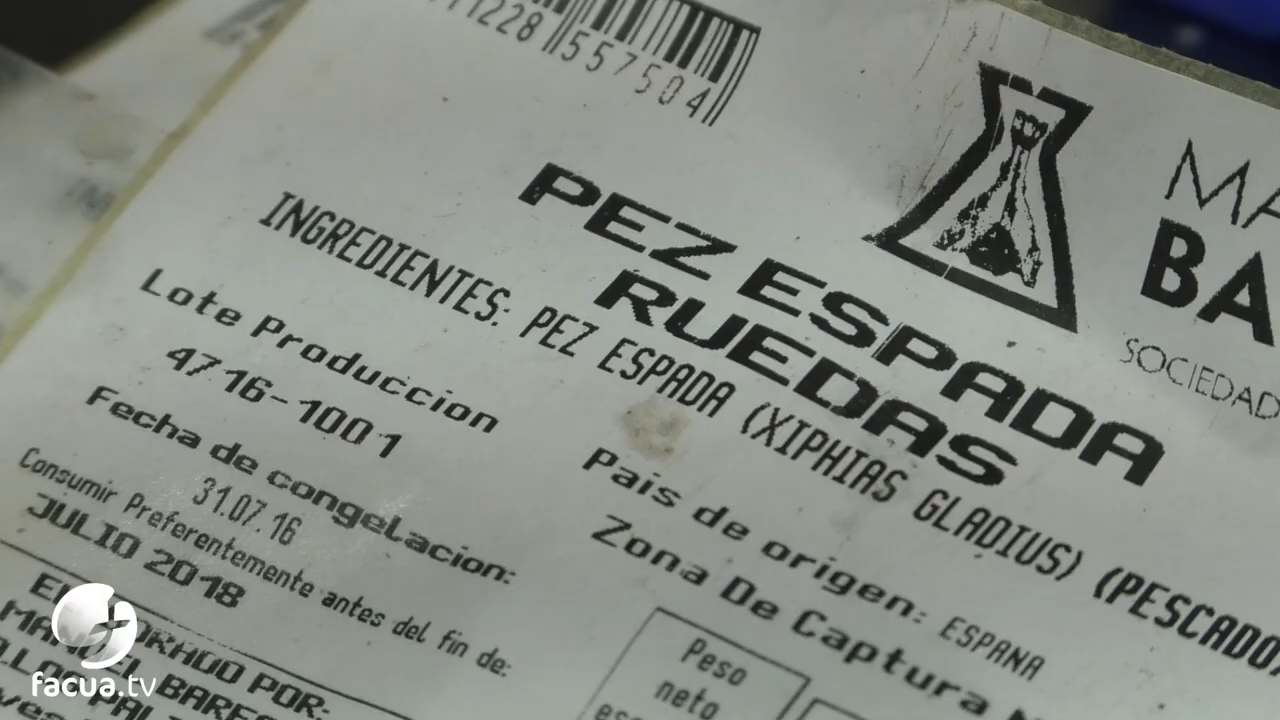 228 557504
PEZ ESPADA
RUEDAS
SOCIEDAD
INGREDIENTES: PEZ ESPADA (XIPHIAS GLADIUS) (PESCADO
Lote Produccion
4716-1001
Fecha de congelacion:
31.07.16
Consumir Preferentemente antes del fin de:
JULIO 2018
Pais de origen: ESPANA
Zona De Captura
Peso
neto
POR:
MANUEL
facua.tv